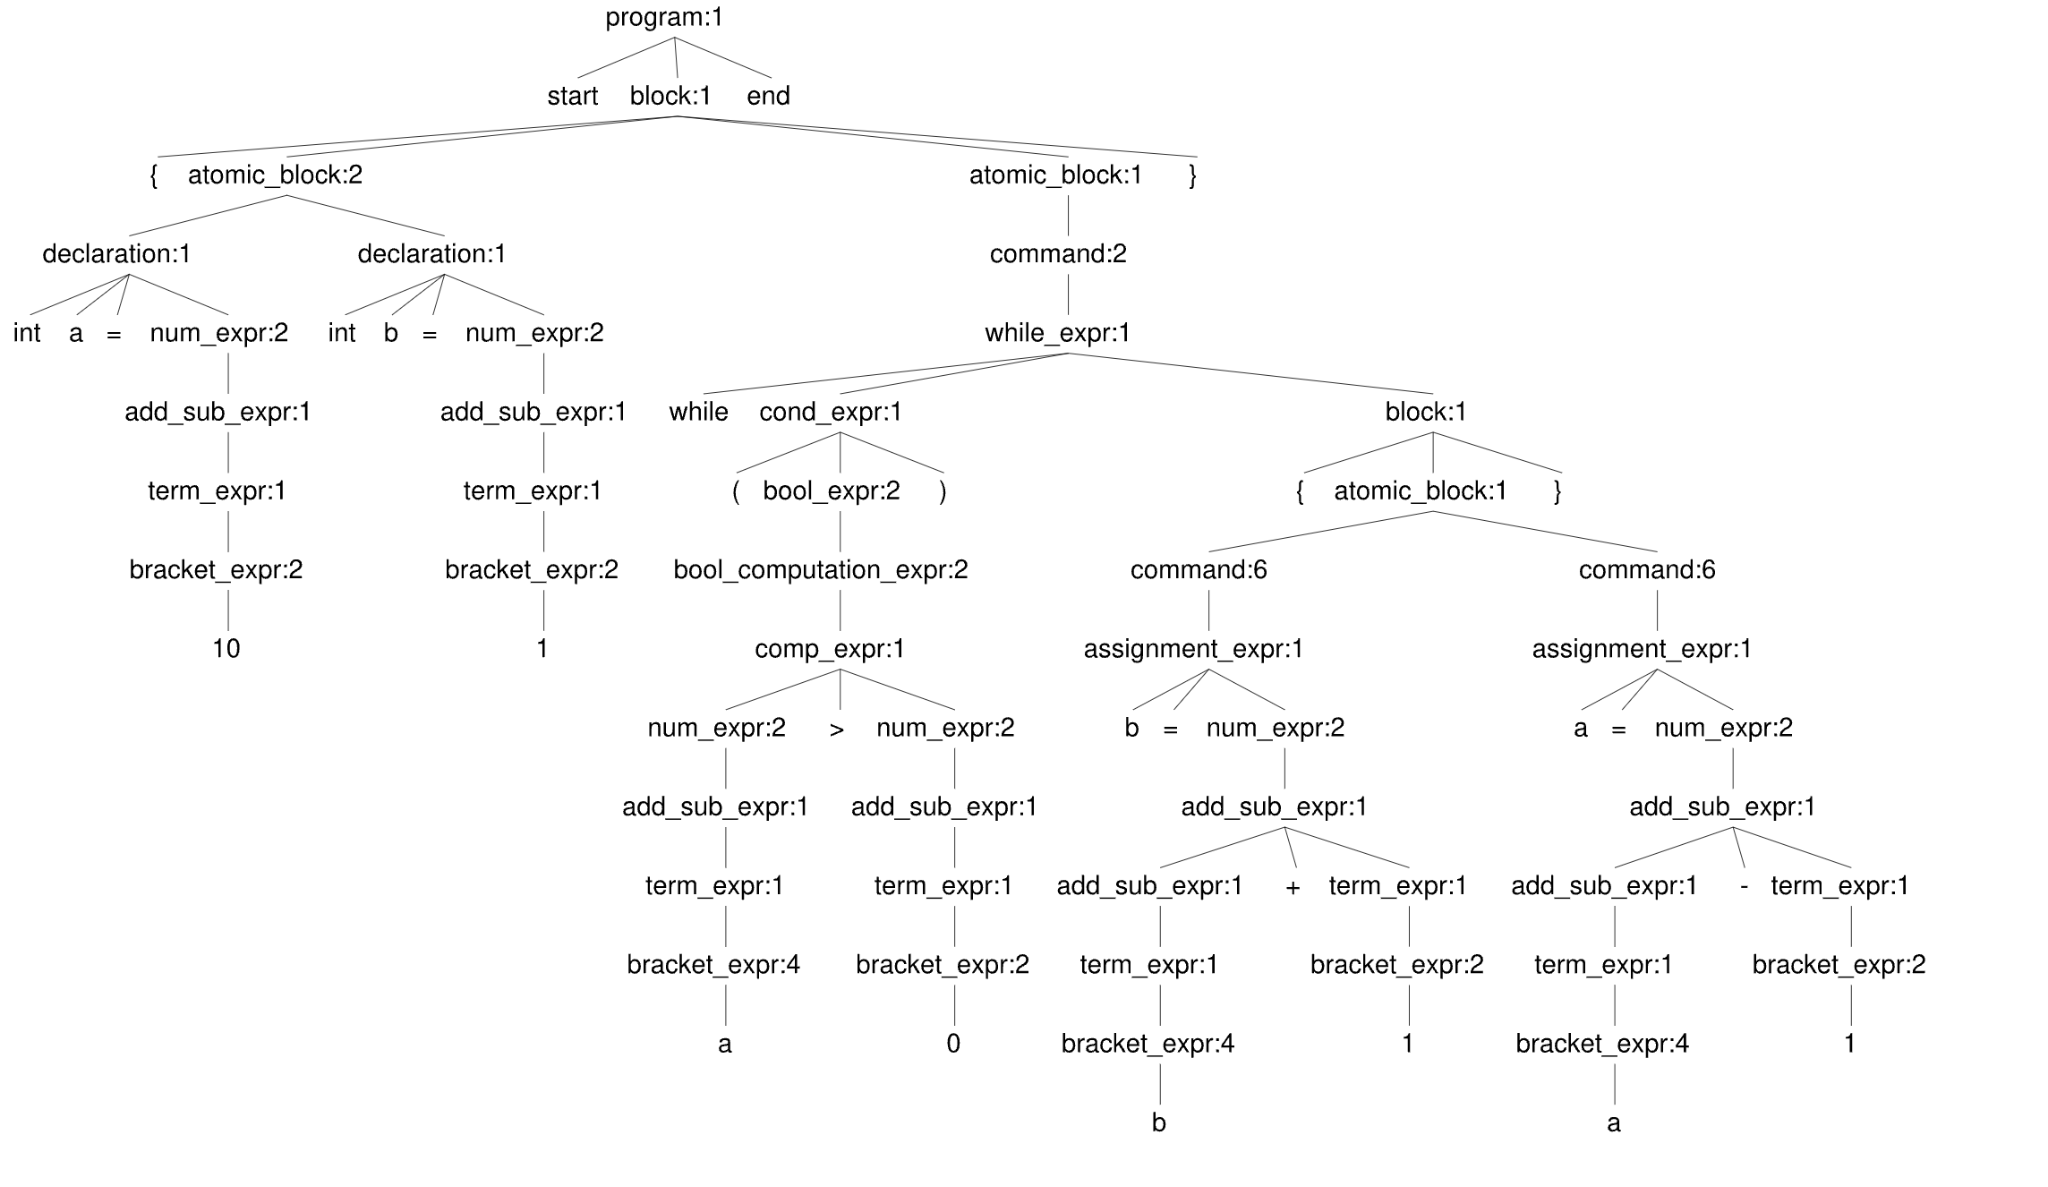 program:1
start block:1 end
{ atomic_block:2 atomic_block:1 }
declaration:1 declaration:1 command:2
int a = num_expr:2 int b = num_expr:2 while_expr:1
add_sub_expr:1 add_sub_expr:1 while cond_expr:1 block:1
term_expr:1 term_expr:1 ( bool_expr:2 ) { atomic_block:1 }
bracket_expr:2 bracket_expr:2 bool_computation_expr:2 command:6 command:6
10 1 comp_expr:1 assignment_expr:1 assignment_expr:1
num_expr:2 > num_expr:2 b = num_expr:2 a = num_expr:2
add_sub_expr:1 add_sub_expr:1 add_sub_expr:1 add_sub_expr:1
term_expr:1 term_expr:1 add_sub_expr:1 + term_expr:1 add_sub_expr:1 - term_expr:1
bracket_expr:4 bracket_expr:2 term_expr:1 bracket_expr:2 term_expr:1 bracket_expr:2
a 0 bracket_expr:4 1 bracket_expr:4 1
b a